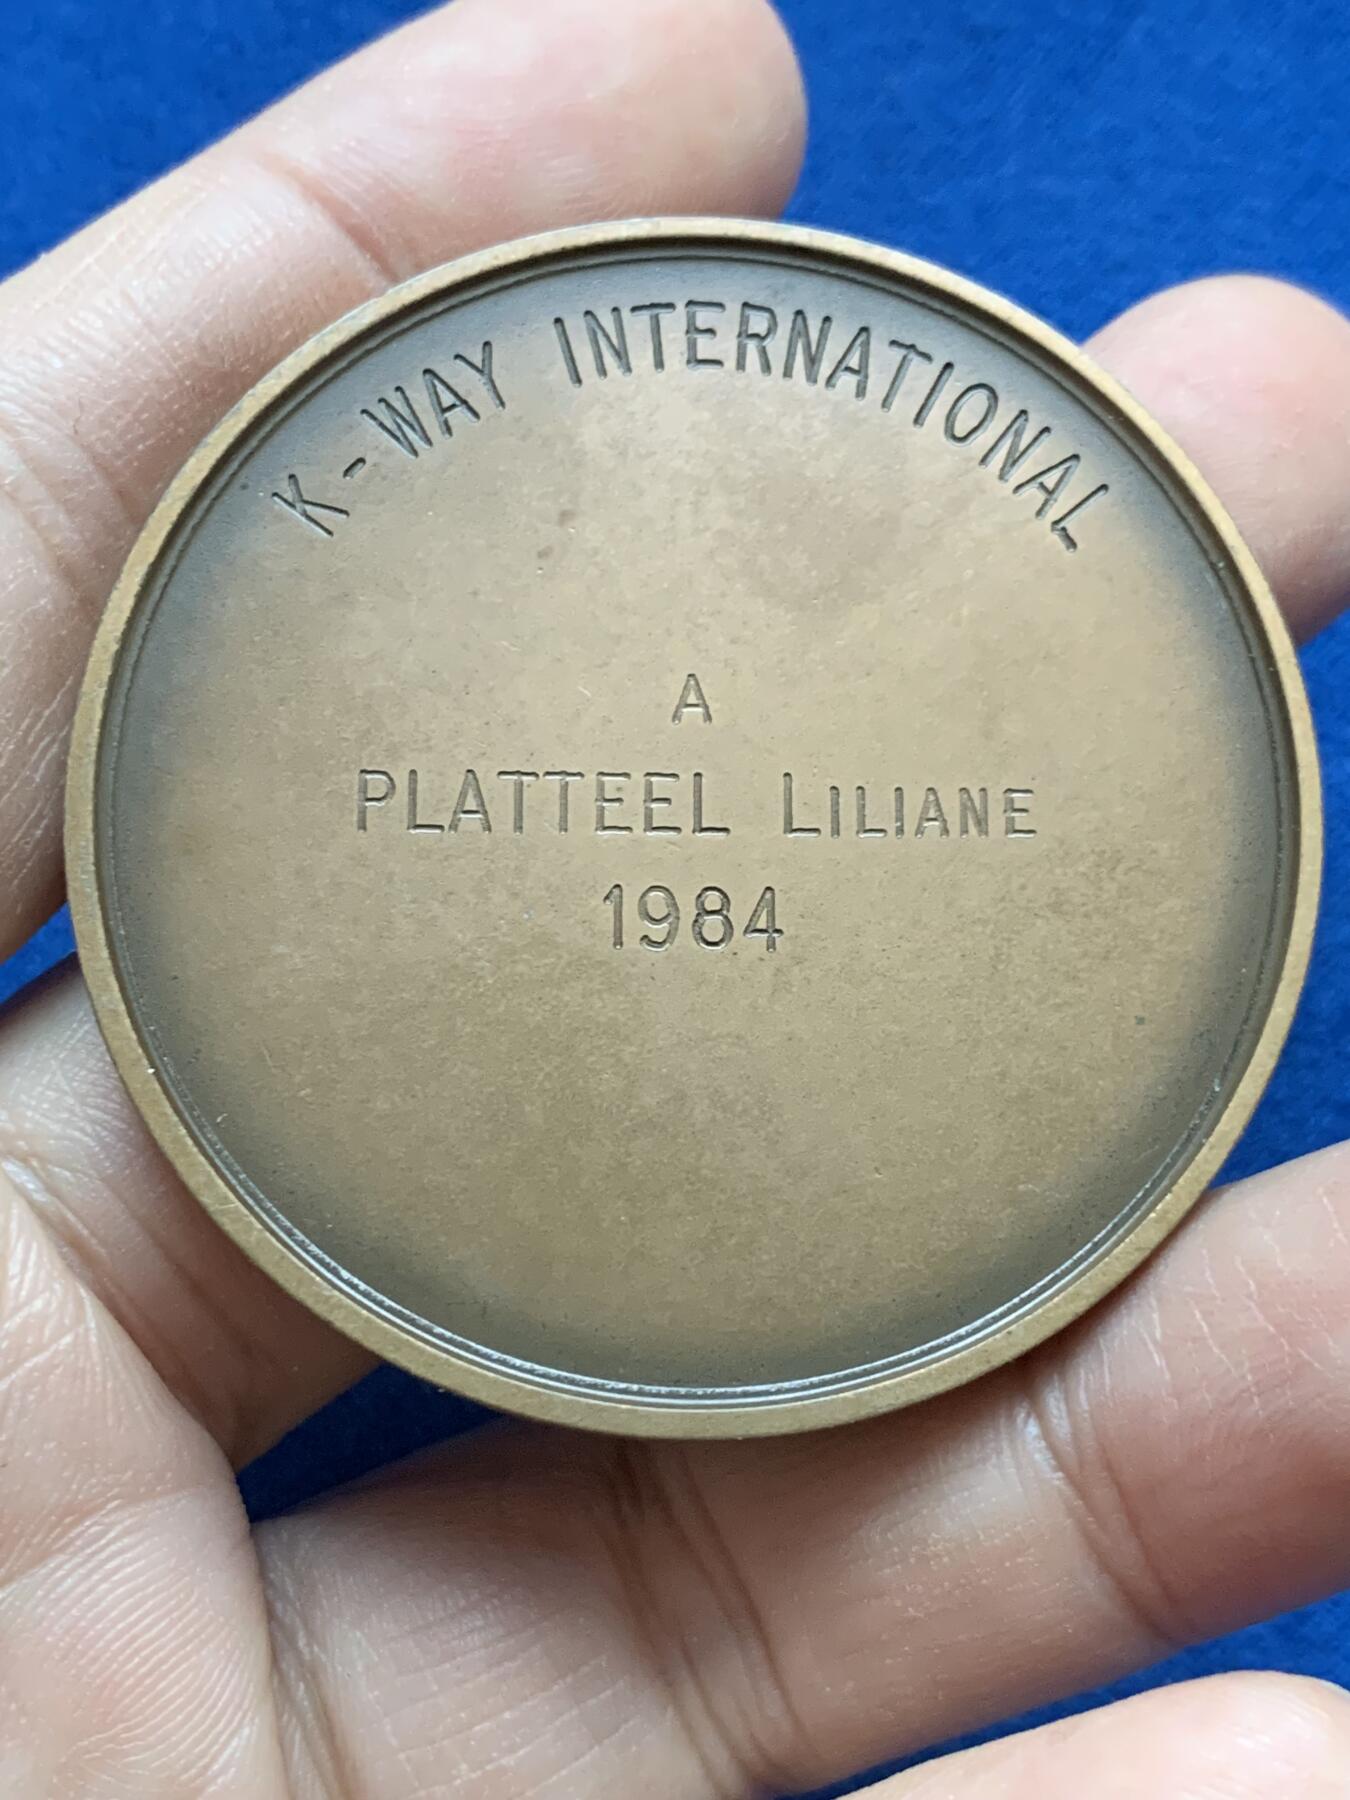 K-WAY INTERNATIONAL
A
PLATTEEL LILIANE
1984